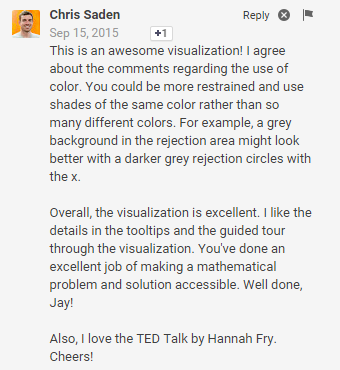 Chris Saden Reply
Sep 15, 2015 +1
This is an awesome visualization! I agree
about the comments regarding the use of
color. You could be more restrained and use
shades of the same color rather than so
many different colors. For example, a grey
background in the rejection area might look
better with a darker grey rejection circles with
the x.
Overall, the visualization is excellent. I like the
details in the tooltips and the guided tour
through the visualization. You've done an
excellent job of making a mathematical
problem and solution accessible. Well done,
Jay!
Also, I love the TED Talk by Hannah Fry.
Cheers!